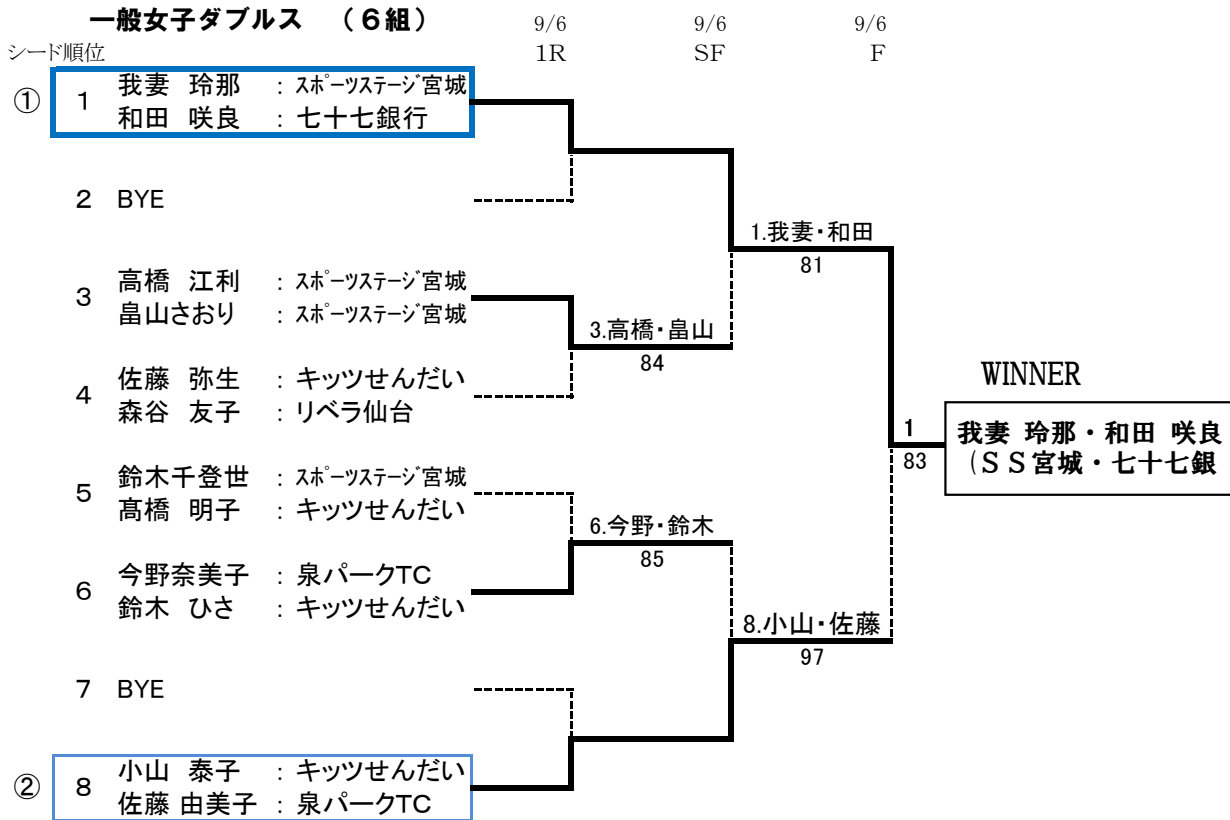 一般女子ダブルス （６組） 9/6 9/6 9/6
シード順位 1R SF F
① 1 我妻 玲那 : ｽﾎﾟｰﾂｽﾃｰｼﾞ宮城
和田 咲良 : 七十七銀行
2 BYE
1.我妻・和田
81
3 高橋 江利 : ｽﾎﾟｰﾂｽﾃｰｼﾞ宮城
畠山さおり : ｽﾎﾟｰﾂｽﾃｰｼﾞ宮城
3.高橋・畠山
84
4 佐藤 弥生 : キッツせんだい
森谷 友子 : リベラ仙台
WINNER
1 我妻 玲那・和田 咲良
83 (ＳＳ宮城・七十七銀
5 鈴木千登世 : ｽﾎﾟｰﾂｽﾃｰｼﾞ宮城
髙橋 明子 : キッツせんだい
6.今野・鈴木
85
6 今野奈美子 : 泉パークTC
鈴木 ひさ : キッツせんだい
8.小山・佐藤
97
7 BYE
② 8 小山 泰子 : キッツせんだい
佐藤 由美子 : 泉パークTC